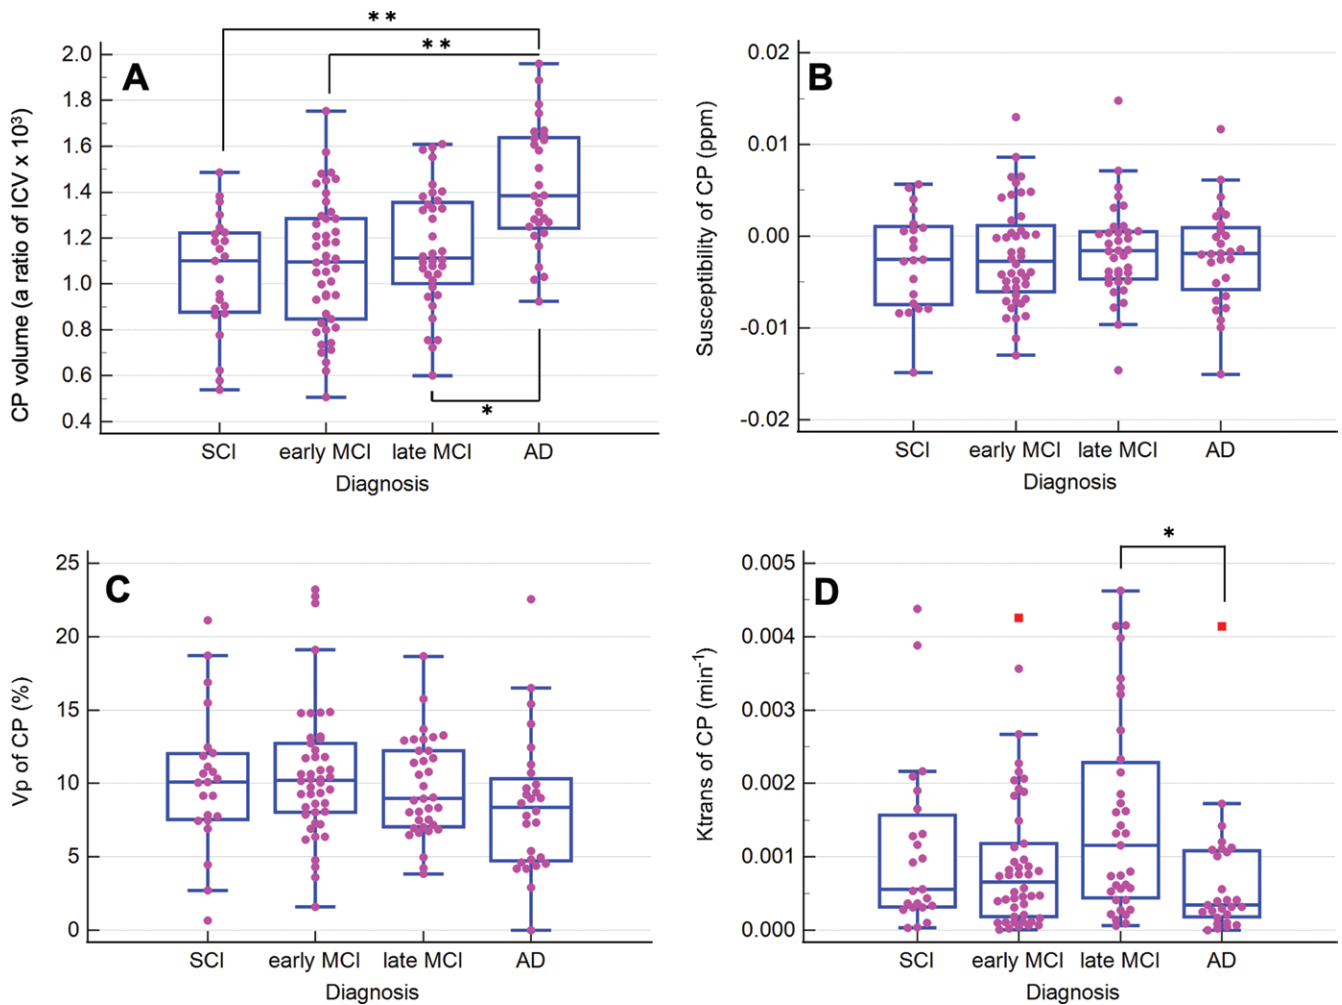 **
**
A
CP volume (a ratio of ICV x 10³)
2.0
1.8
1.6
1.4
1.2
1.0
0.8
0.6
0.4
*
SCI early MCI late MCI AD
Diagnosis
B
Susceptibility of CP (ppm)
0.02
0.01
0.00
-0.01
-0.02
SCI early MCI late MCI AD
Diagnosis
C
Vp of CP (%)
25
20
15
10
5
0
SCI early MCI late MCI AD
Diagnosis
*
D
Ktrans of CP (min⁻¹)
0.005
0.004
0.003
0.002
0.001
0.000
SCI early MCI late MCI AD
Diagnosis